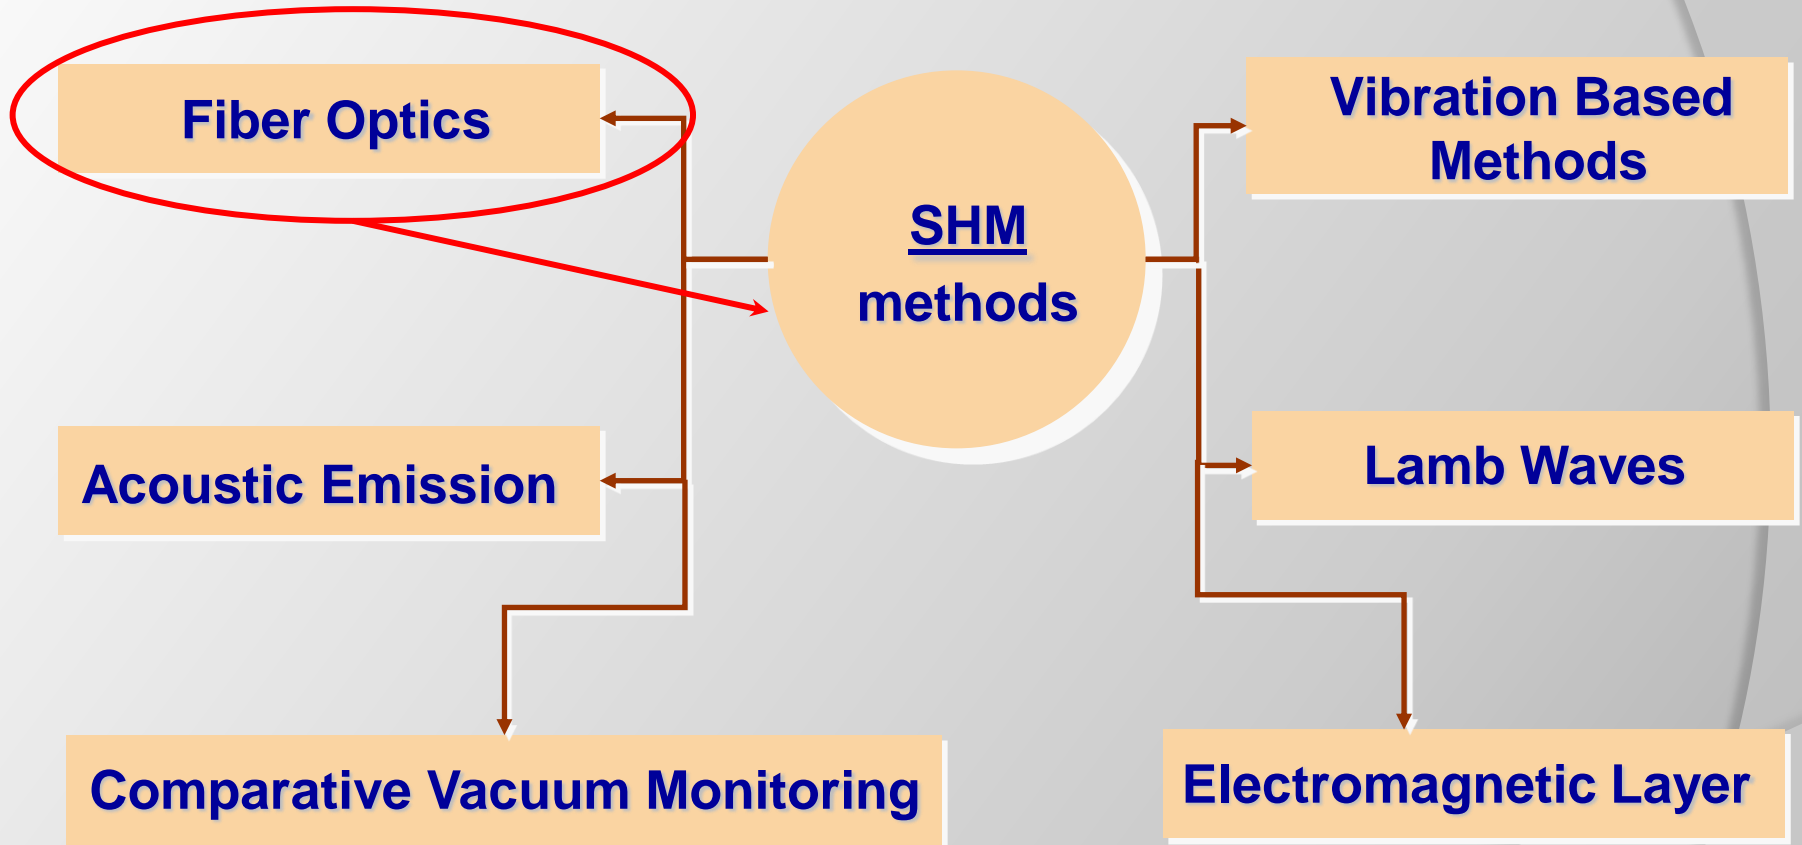 Fiber Optics
SHM
methods
Vibration Based
Methods
Acoustic Emission
Lamb Waves
Comparative Vacuum Monitoring
Electromagnetic Layer